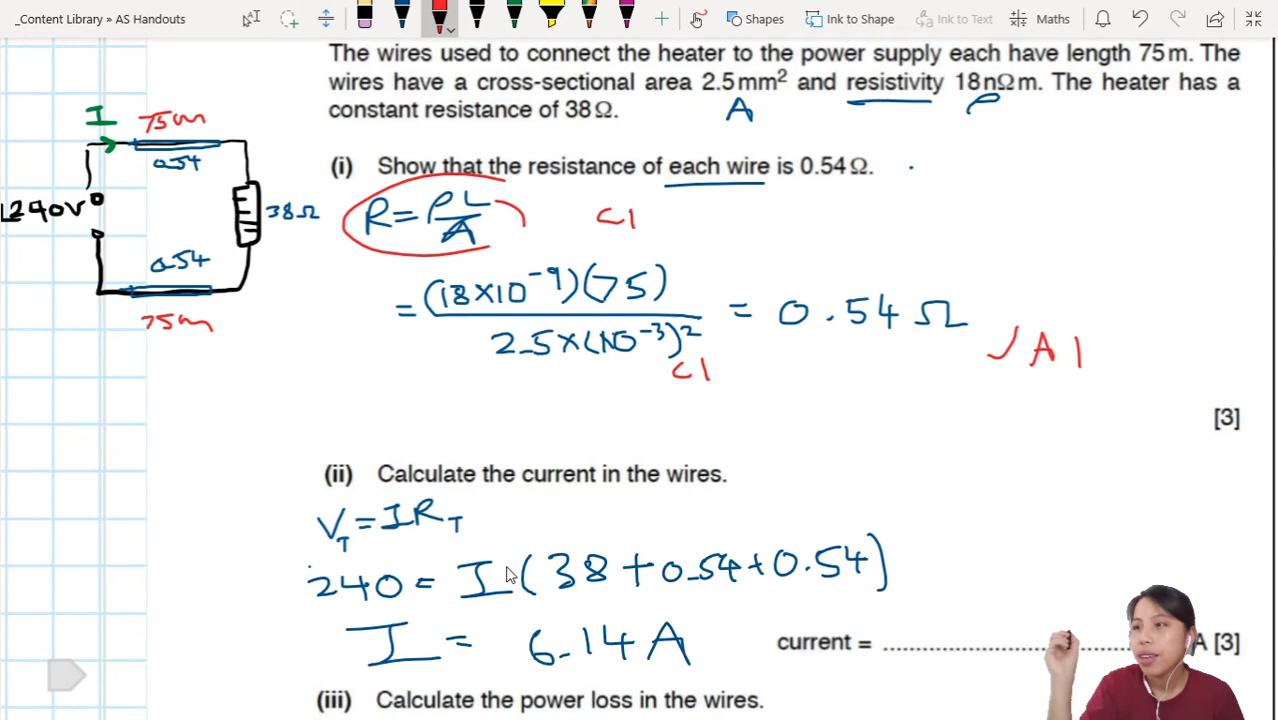 _Content Library » AS Handouts
Shapes
Ink to Shape
Ink to Text
Maths
The wires used to connect the heater to the power supply each have length 75 m. The
wires have a cross-sectional area 2.5 mm² and resistivity 18 nΩ m. The heater has a
constant resistance of 38 Ω.
A
ρ
I
75m
0.54
240V
38Ω
0.54
75m
(i) Show that the resistance of each wire is 0.54 Ω.
R = ρL/A
C1
= (18×10⁻⁹)(75) / 2.5×(10⁻³)² = 0.54 Ω
C1
✓ A1
[3]
(ii) Calculate the current in the wires.
V_T = IR_T
240 = I (38 + 0.54 + 0.54)
I = 6.14 A
current = .................... A [3]
(iii) Calculate the power loss in the wires.